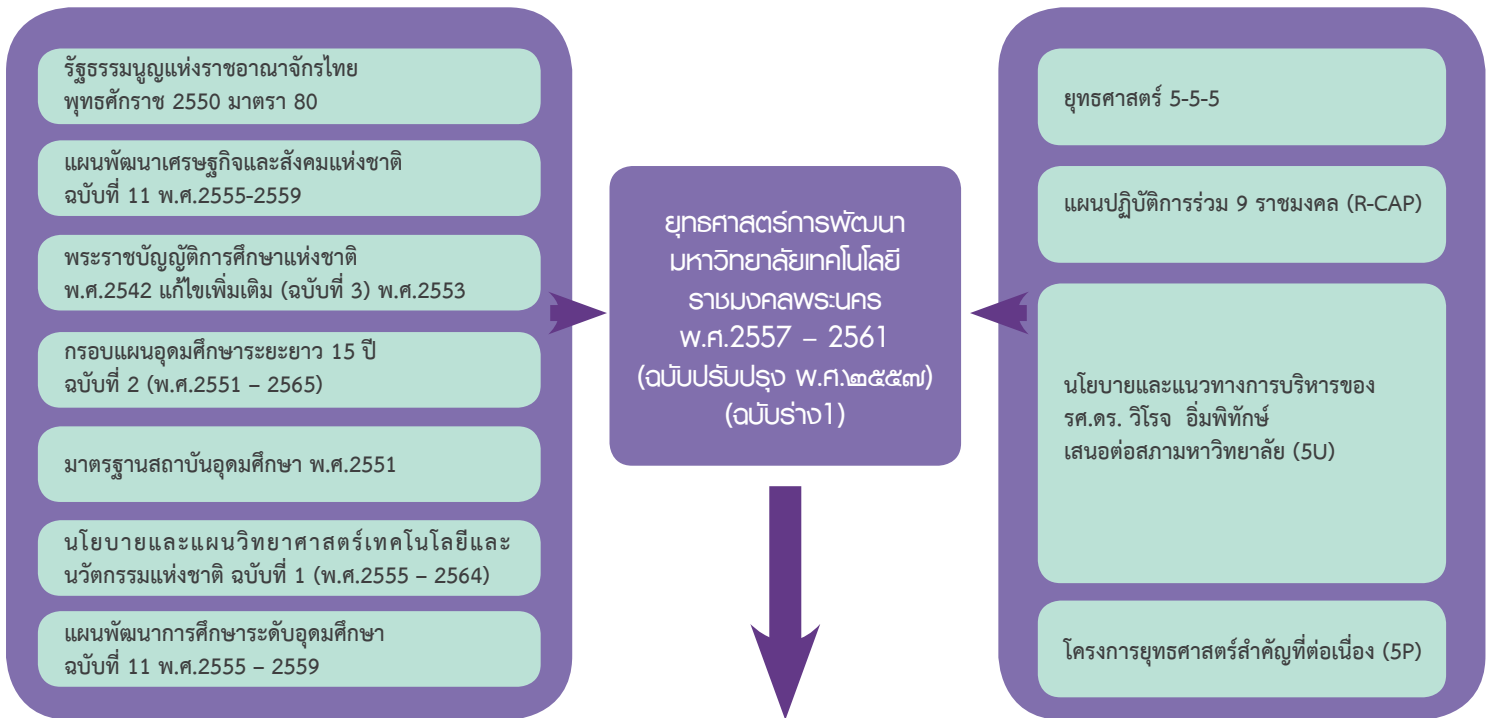 รัฐธรรมนูญแห่งราชอาณาจักรไทย
พุทธศักราช 2550 มาตรา 80
แผนพัฒนาเศรษฐกิจและสังคมแห่งชาติ
ฉบับที่ 11 พ.ศ.2555-2559
พระราชบัญญัติการศึกษาแห่งชาติ
พ.ศ.2542 แก้ไขเพิ่มเติม (ฉบับที่ 3) พ.ศ.2553
กรอบแผนอุดมศึกษาระยะยาว 15 ปี
ฉบับที่ 2 (พ.ศ.2551 – 2565)
มาตรฐานสถาบันอุดมศึกษา พ.ศ.2551
นโยบายและแผนวิทยาศาสตร์เทคโนโลยีและ
นวัตกรรมแห่งชาติ ฉบับที่ 1 (พ.ศ.2555 – 2564)
แผนพัฒนาการศึกษาระดับอุดมศึกษา
ฉบับที่ 11 พ.ศ.2555 – 2559
ยุทธศาสตร์การพัฒนา
มหาวิทยาลัยเทคโนโลยี
ราชมงคลพระนคร
พ.ศ.2557 – 2561
(ฉบับปรับปรุง พ.ศ.๒๕๕๗)
(ฉบับร่าง1)
ยุทธศาสตร์ 5-5-5
แผนปฏิบัติการร่วม 9 ราชมงคล (R-CAP)
นโยบายและแนวทางการบริหารของ
รศ.ดร. วิโรจ อิ่มพิทักษ์
เสนอต่อสภามหาวิทยาลัย (5U)
โครงการยุทธศาสตร์สำคัญที่ต่อเนื่อง (5P)